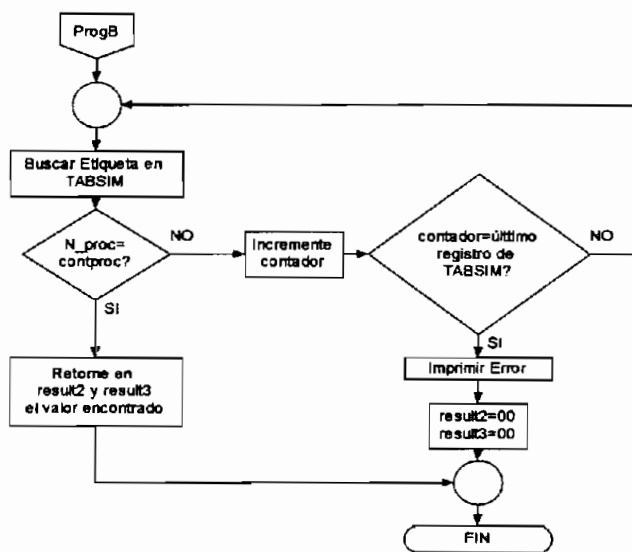 ProgB
Buscar Etiqueta en
TABSIM
N_proc=
contproc?
NO
Incremente
contador
contador=úlltimo
registro de
TABSIM?
NO
SI
Retorne en
result2 y result3
el valor encontrado
SI
Imprimir Error
result2=00
result3=00
FIN